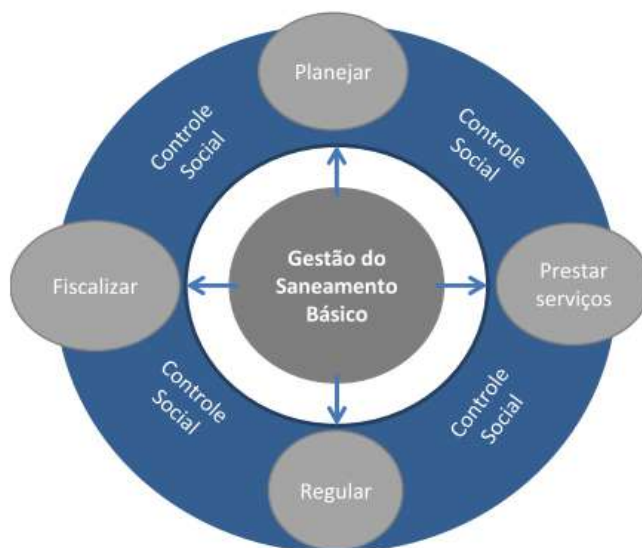 Planejar
Controle
Social
Controle
Social
Fiscalizar
Gestão do
Saneamento
Básico
Prestar
serviços
Controle
Social
Controle
Social
Regular